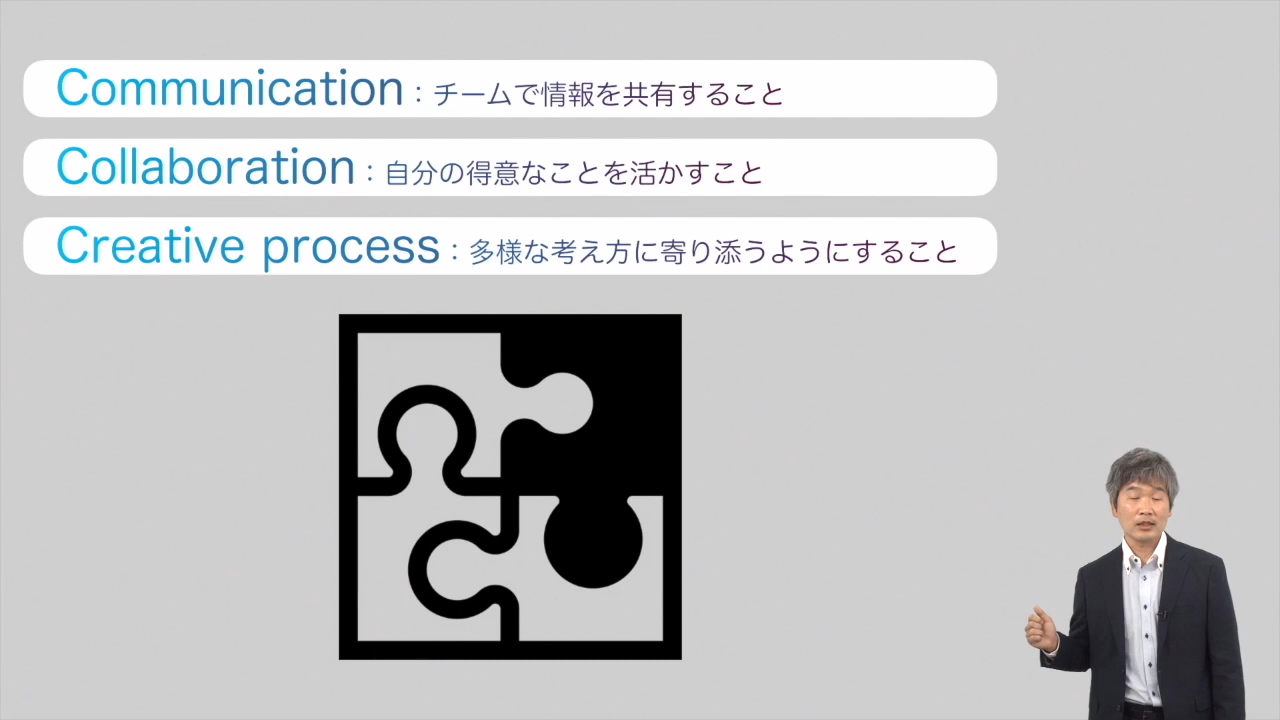 Communication：チームで情報を共有すること
Collaboration：自分の得意なことを活かすこと
Creative process：多様な考え方に寄り添うようにすること